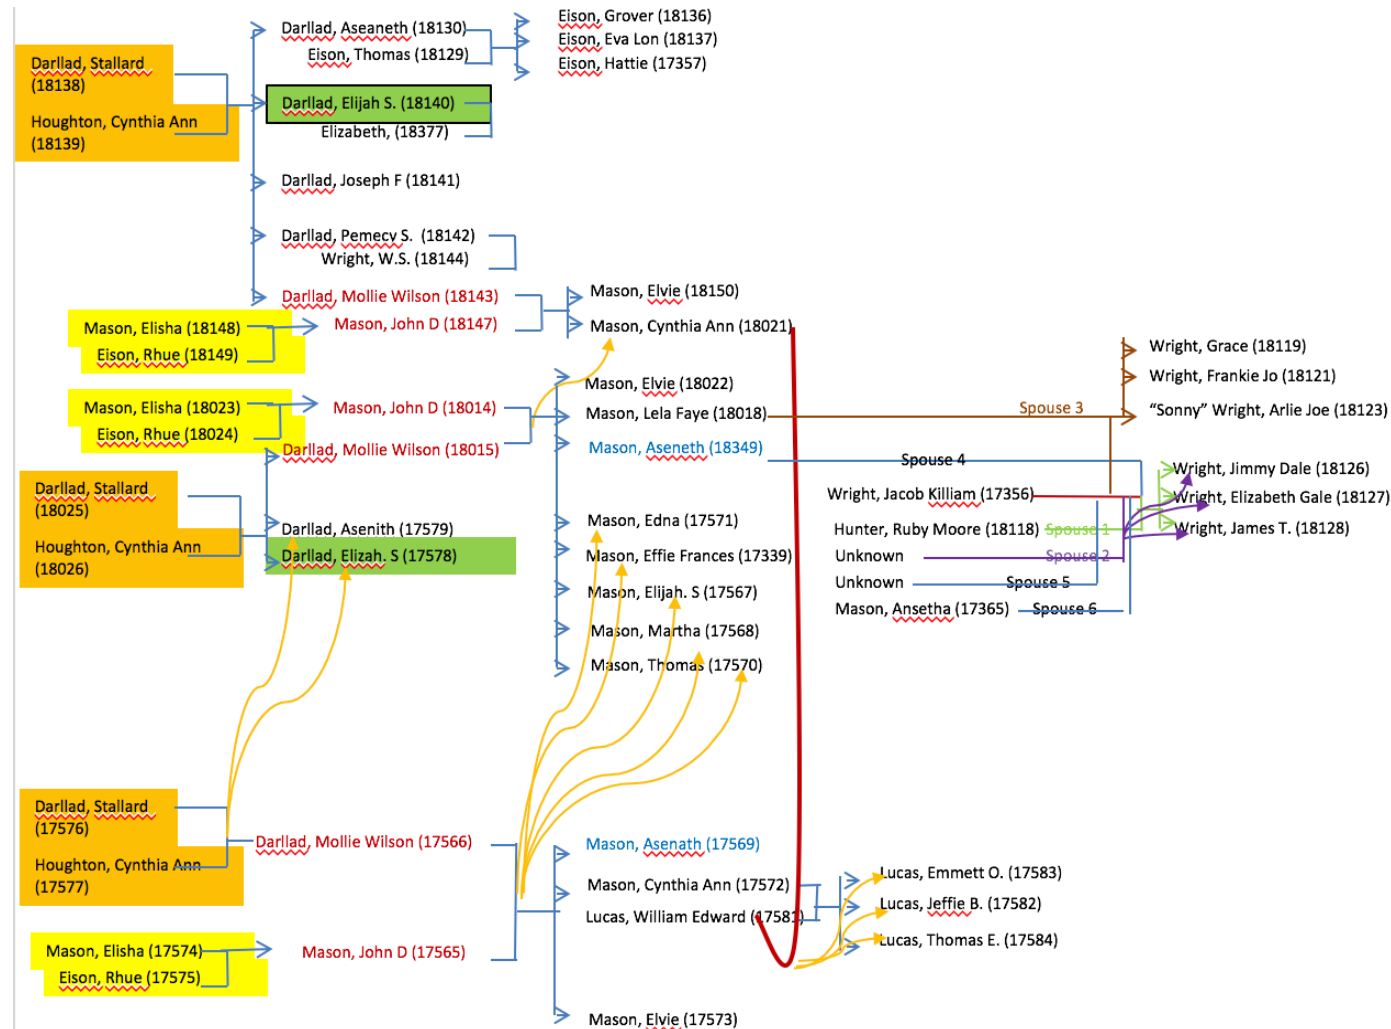 Eison, Grover (18136)
Darllad, Aseaneth (18130)
Eison, Eva Lon (18137)
Eison, Thomas (18129)
Eison, Hattie (17357)
Darllad, Stallard
(18138)
Houghton, Cynthia Ann
(18139)
Darllad, Elijah S. (18140)
Elizabeth, (18377)
Darllad, Joseph F (18141)
Darllad, Pemecy S. (18142)
Wright, W.S. (18144)
Darllad, Mollie Wilson (18143)
Mason, Elvie (18150)
Mason, Elisha (18148)
Mason, John D (18147)
Mason, Cynthia Ann (18021)
Eison, Rhue (18149)
Wright, Grace (18119)
Wright, Frankie Jo (18121)
Mason, Elvie (18022)
Mason, Elisha (18023)
Mason, John D (18014)
Mason, Lela Faye (18018)
Spouse 3
“Sonny” Wright, Arlie Joe (18123)
Eison, Rhue (18024)
Darllad, Mollie Wilson (18015)
Mason, Aseneth (18349)
Spouse 4
Wright, Jimmy Dale (18126)
Darllad, Stallard
(18025)
Wright, Jacob Killiam (17356)
Wright, Elizabeth Gale (18127)
Mason, Edna (17571)
Darllad, Asenith (17579)
Hunter, Ruby Moore (18118)
Spouse 1
Wright, James T. (18128)
Houghton, Cynthia Ann
(18026)
Darllad, Elizah. S (17578)
Mason, Effie Frances (17339)
Unknown
Spouse 2
Unknown
Spouse 5
Mason, Elijah. S (17567)
Mason, Ansetha (17365)
Spouse 6
Mason, Martha (17568)
Mason, Thomas (17570)
Darllad, Stallard
(17576)
Darllad, Mollie Wilson (17566)
Mason, Asenath (17569)
Houghton, Cynthia Ann
(17577)
Mason, Cynthia Ann (17572)
Lucas, Emmett O. (17583)
Lucas, William Edward (17581)
Lucas, Jeffie B. (17582)
Lucas, Thomas E. (17584)
Mason, Elisha (17574)
Mason, John D (17565)
Eison, Rhue (17575)
Mason, Elvie (17573)